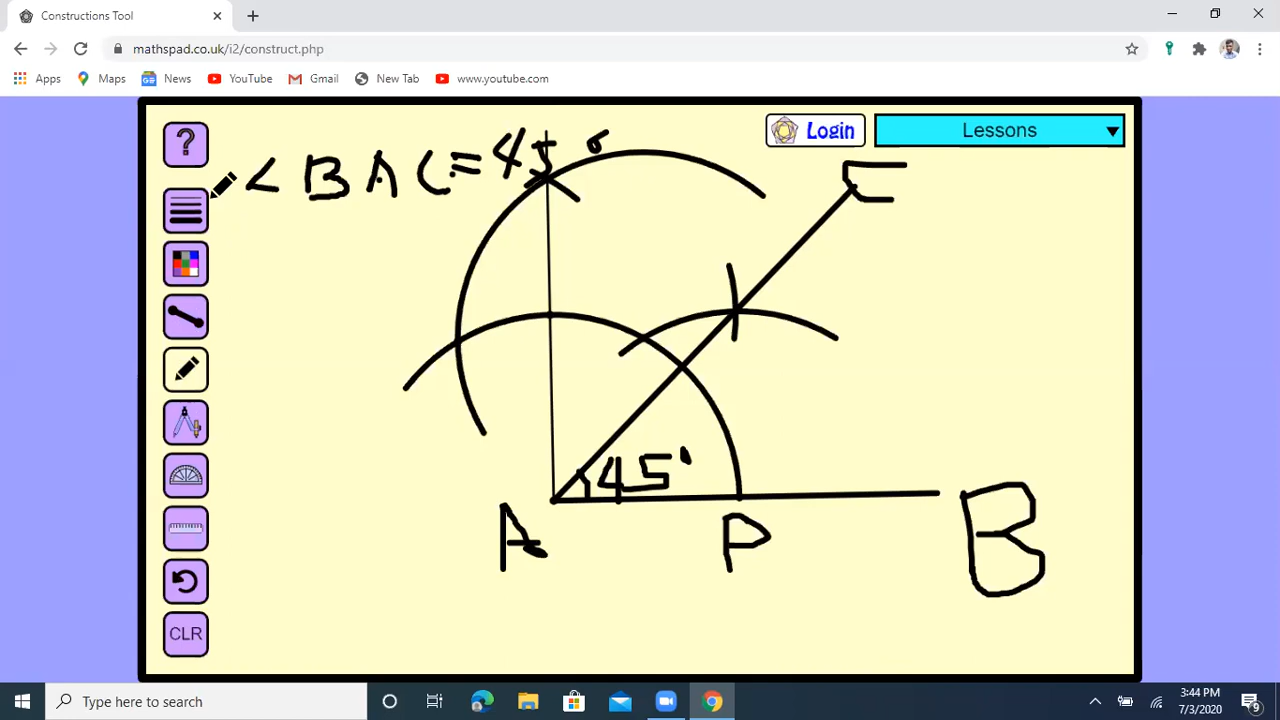 Constructions Tool
mathspad.co.uk/i2/construct.php
Apps Maps News YouTube Gmail New Tab www.youtube.com
? Login Lessons
∠BAC=45°
C
45°
A P B
CLR
Type here to search
3:44 PM
7/3/2020
9